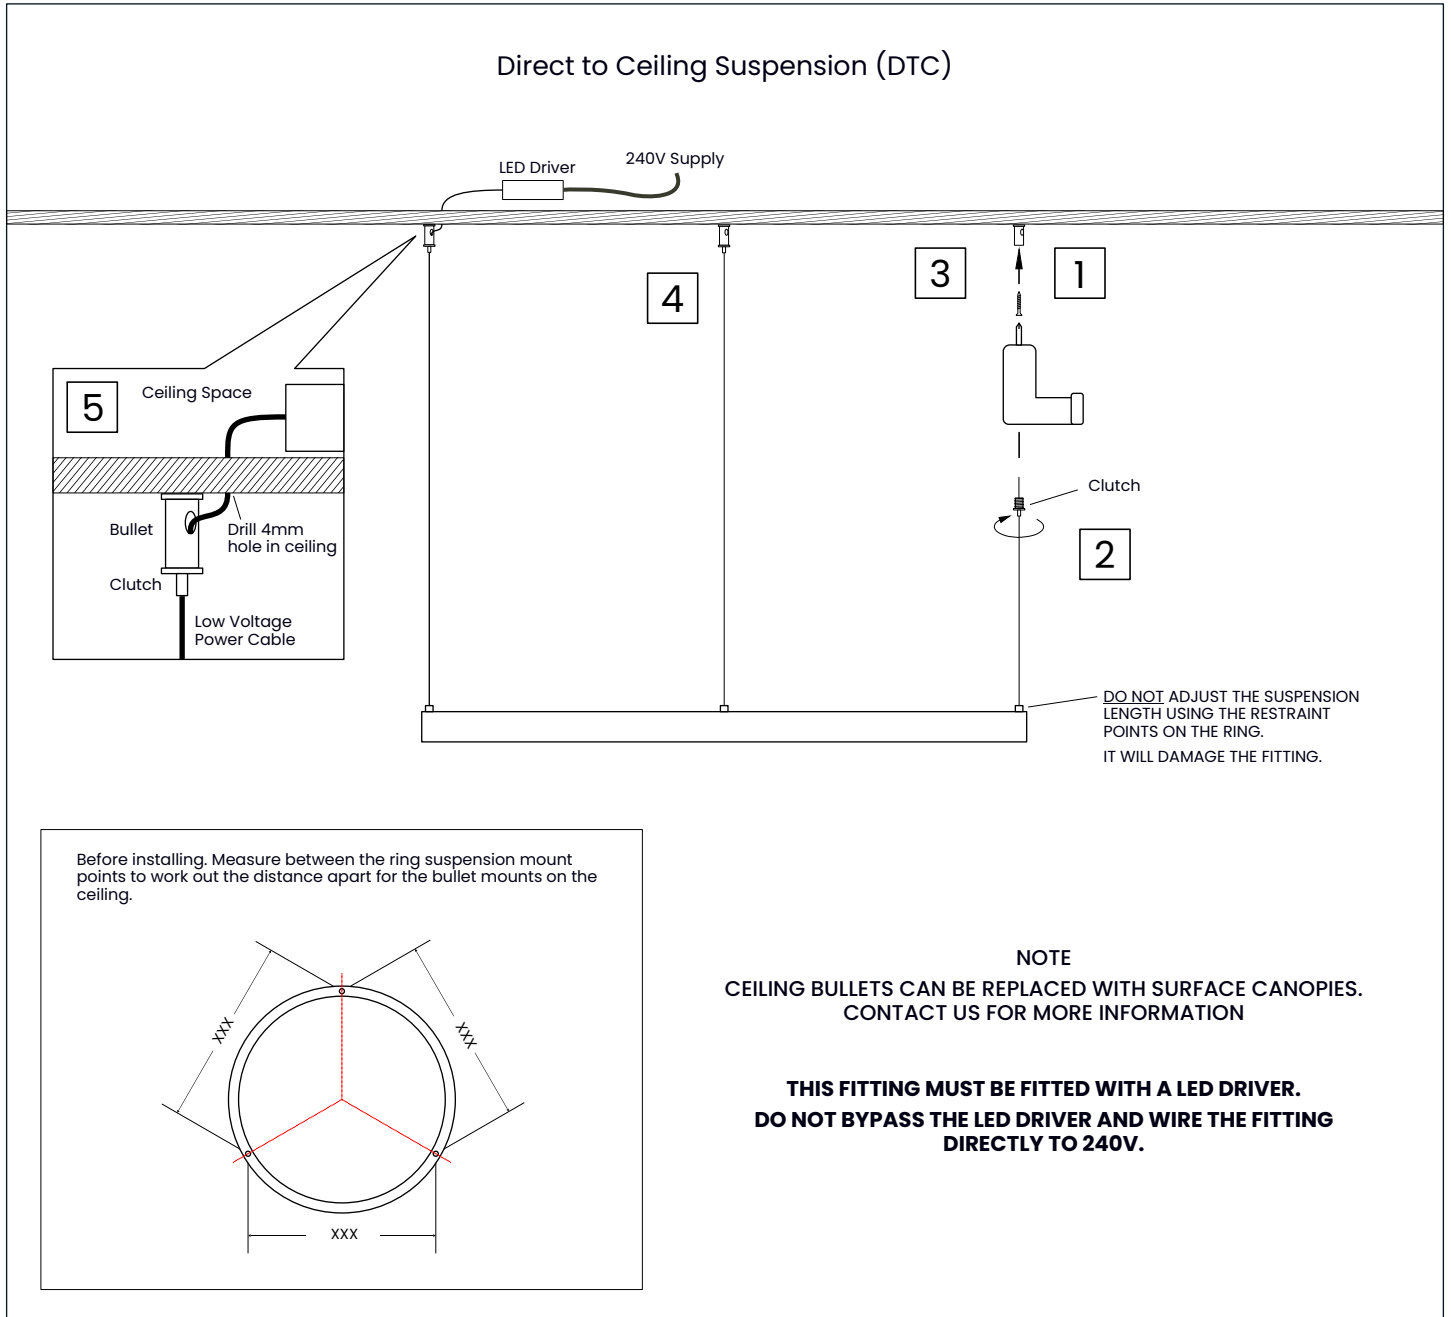 Direct to Ceiling Suspension (DTC)
LED Driver
240V Supply
3
1
4
5
Ceiling Space
Bullet
Drill 4mm
hole in ceiling
Clutch
Low Voltage
Power Cable
Clutch
2
DO NOT ADJUST THE SUSPENSION
LENGTH USING THE RESTRAINT
POINTS ON THE RING.
IT WILL DAMAGE THE FITTING.
Before installing. Measure between the ring suspension mount
points to work out the distance apart for the bullet mounts on the
ceiling.
XXX
XXX
XXX
NOTE
CEILING BULLETS CAN BE REPLACED WITH SURFACE CANOPIES.
CONTACT US FOR MORE INFORMATION
THIS FITTING MUST BE FITTED WITH A LED DRIVER.
DO NOT BYPASS THE LED DRIVER AND WIRE THE FITTING
DIRECTLY TO 240V.